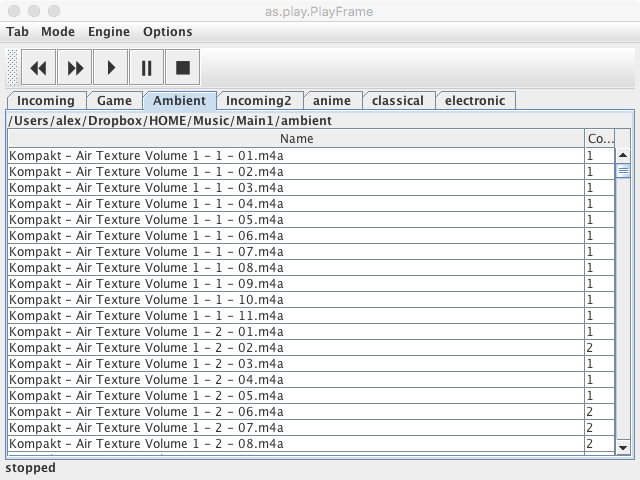 as.play.PlayFrame
Tab Mode Engine Options
Incoming Game Ambient Incoming2 anime classical electronic
/Users/alex/Dropbox/HOME/Music/Main1/ambient
Name Co...
Kompakt - Air Texture Volume 1 - 1 - 01.m4a 1
Kompakt - Air Texture Volume 1 - 1 - 02.m4a 1
Kompakt - Air Texture Volume 1 - 1 - 03.m4a 1
Kompakt - Air Texture Volume 1 - 1 - 04.m4a 1
Kompakt - Air Texture Volume 1 - 1 - 05.m4a 1
Kompakt - Air Texture Volume 1 - 1 - 06.m4a 1
Kompakt - Air Texture Volume 1 - 1 - 07.m4a 1
Kompakt - Air Texture Volume 1 - 1 - 08.m4a 1
Kompakt - Air Texture Volume 1 - 1 - 09.m4a 1
Kompakt - Air Texture Volume 1 - 1 - 10.m4a 1
Kompakt - Air Texture Volume 1 - 1 - 11.m4a 1
Kompakt - Air Texture Volume 1 - 2 - 01.m4a 1
Kompakt - Air Texture Volume 1 - 2 - 02.m4a 2
Kompakt - Air Texture Volume 1 - 2 - 03.m4a 1
Kompakt - Air Texture Volume 1 - 2 - 04.m4a 1
Kompakt - Air Texture Volume 1 - 2 - 05.m4a 1
Kompakt - Air Texture Volume 1 - 2 - 06.m4a 2
Kompakt - Air Texture Volume 1 - 2 - 07.m4a 2
Kompakt - Air Texture Volume 1 - 2 - 08.m4a 2
stopped